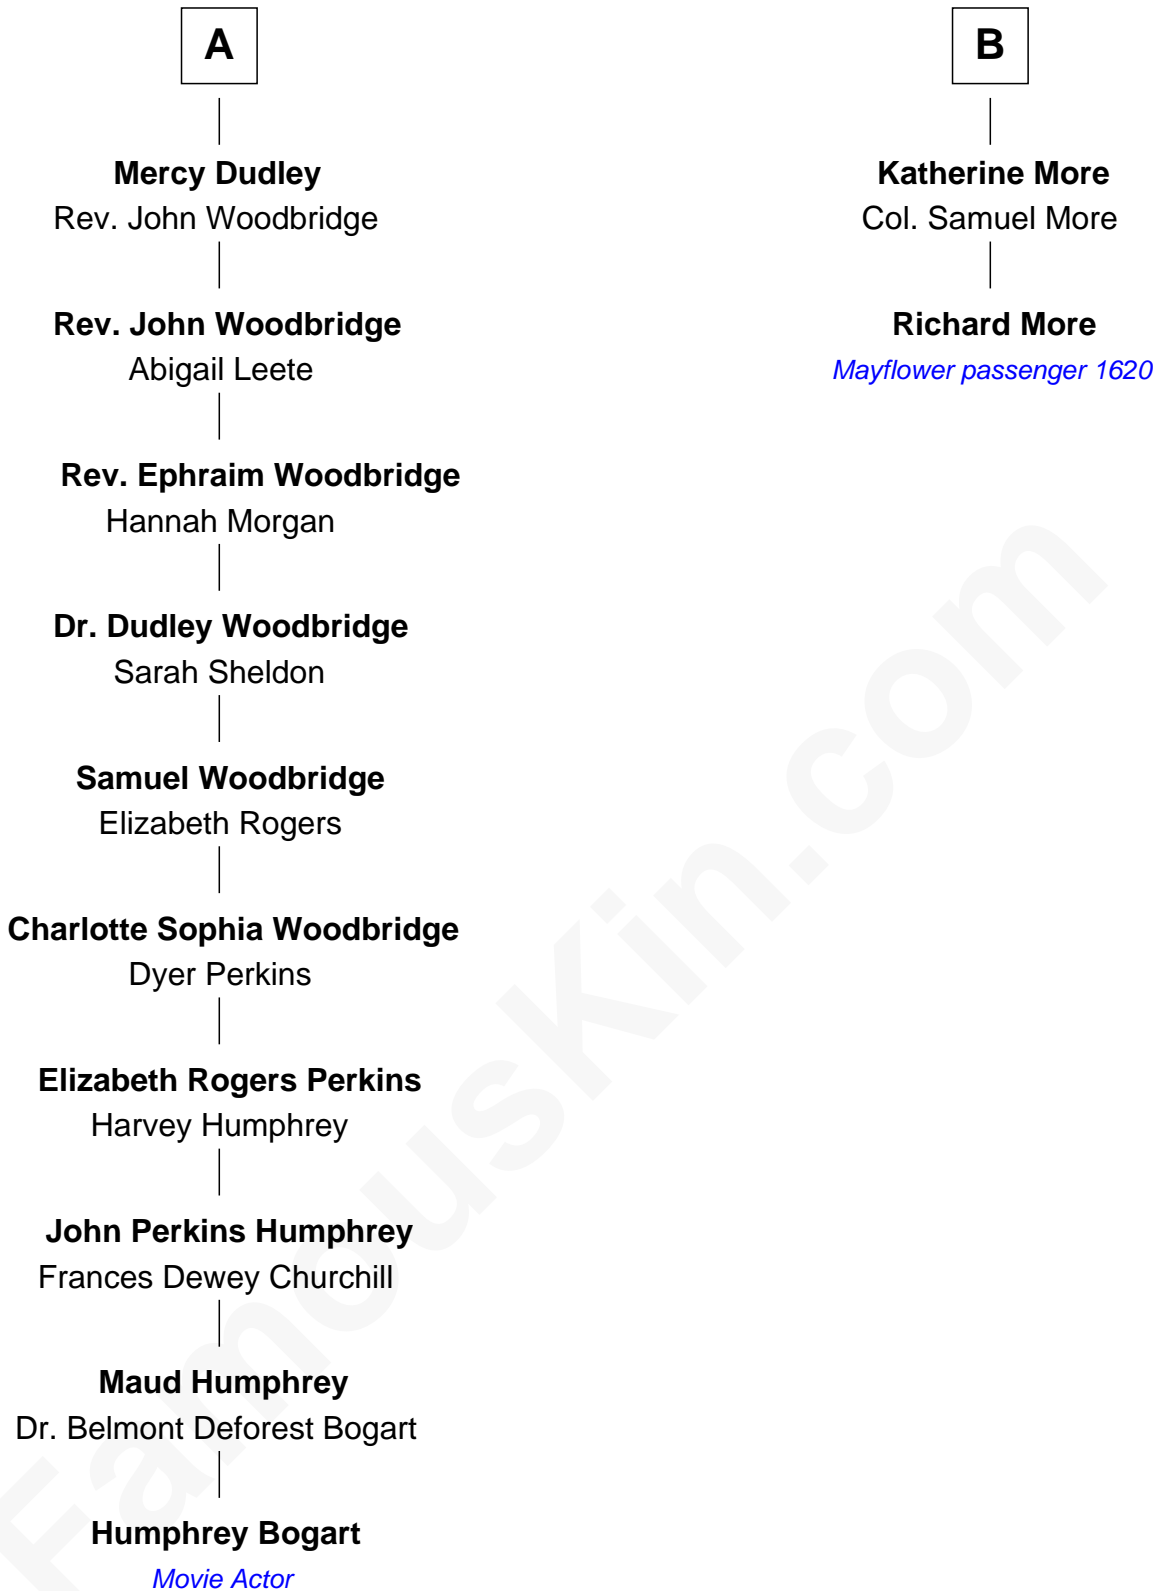 A
Mercy Dudley
Rev. John Woodbridge
Rev. John Woodbridge
Abigail Leete
Rev. Ephraim Woodbridge
Hannah Morgan
Dr. Dudley Woodbridge
Sarah Sheldon
Samuel Woodbridge
Elizabeth Rogers
Charlotte Sophia Woodbridge
Dyer Perkins
Elizabeth Rogers Perkins
Harvey Humphrey
John Perkins Humphrey
Frances Dewey Churchill
Maud Humphrey
Dr. Belmont Deforest Bogart
Humphrey Bogart
Movie Actor
B
Katherine More
Col. Samuel More
Richard More
Mayflower passenger 1620
FamousKin.com